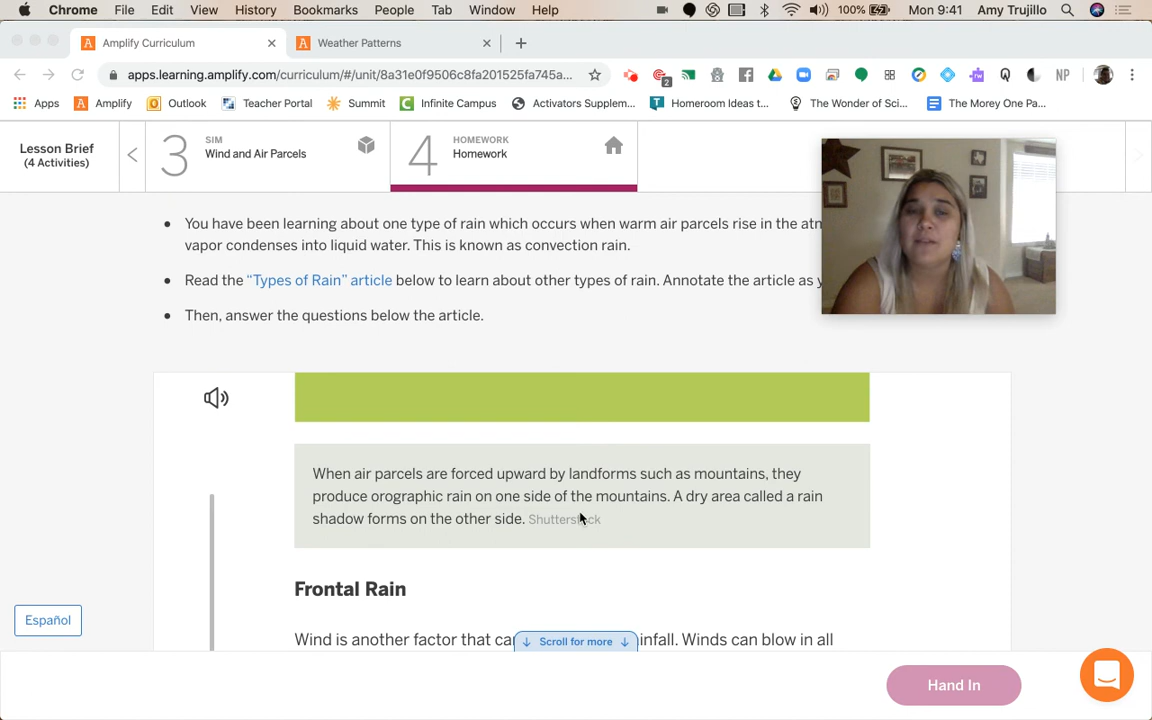 Chrome File Edit View History Bookmarks People Tab Window Help 100% Mon 9:41 Amy Trujillo
Amplify Curriculum Weather Patterns
apps.learning.amplify.com/curriculum/#/unit/8a31e0f9506c8fa201525fa745a... 2 NP
Apps Amplify Outlook Teacher Portal Summit Infinite Campus Activators Supplem... Homeroom Ideas t... The Wonder of Sci... The Morey One Pa...
Lesson Brief
(4 Activities)
3 SIM
Wind and Air Parcels
4 HOMEWORK
Homework
• You have been learning about one type of rain which occurs when warm air parcels rise in the atm
vapor condenses into liquid water. This is known as convection rain.
• Read the “Types of Rain” article below to learn about other types of rain. Annotate the article as y
• Then, answer the questions below the article.
When air parcels are forced upward by landforms such as mountains, they
produce orographic rain on one side of the mountains. A dry area called a rain
shadow forms on the other side. Shutterstock
Frontal Rain
Wind is another factor that ca infall. Winds can blow in all
↓ Scroll for more ↓
Español
Hand In